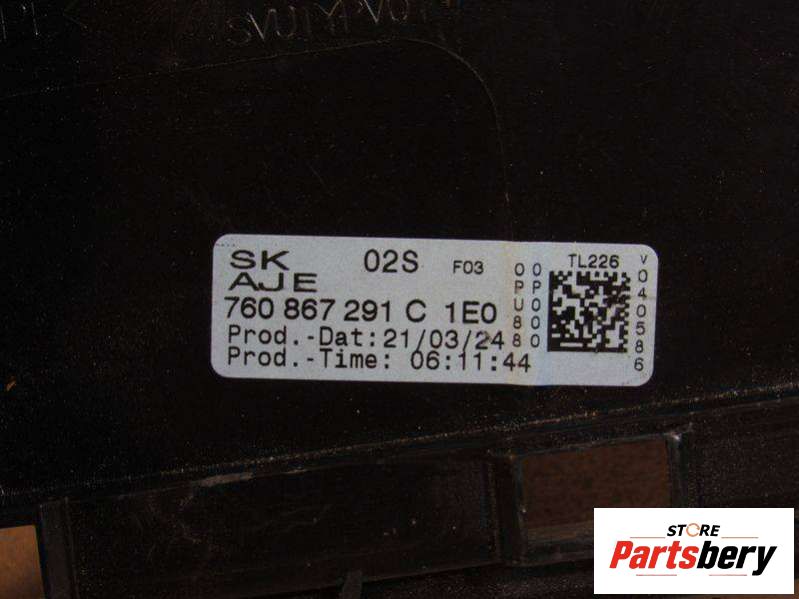 SK 02S F03
AJE
760 867 291 C 1E0
Prod.-Dat:21/03/24
Prod.-Time: 06:11:44
TL226
V040586
STORE
Partsbery